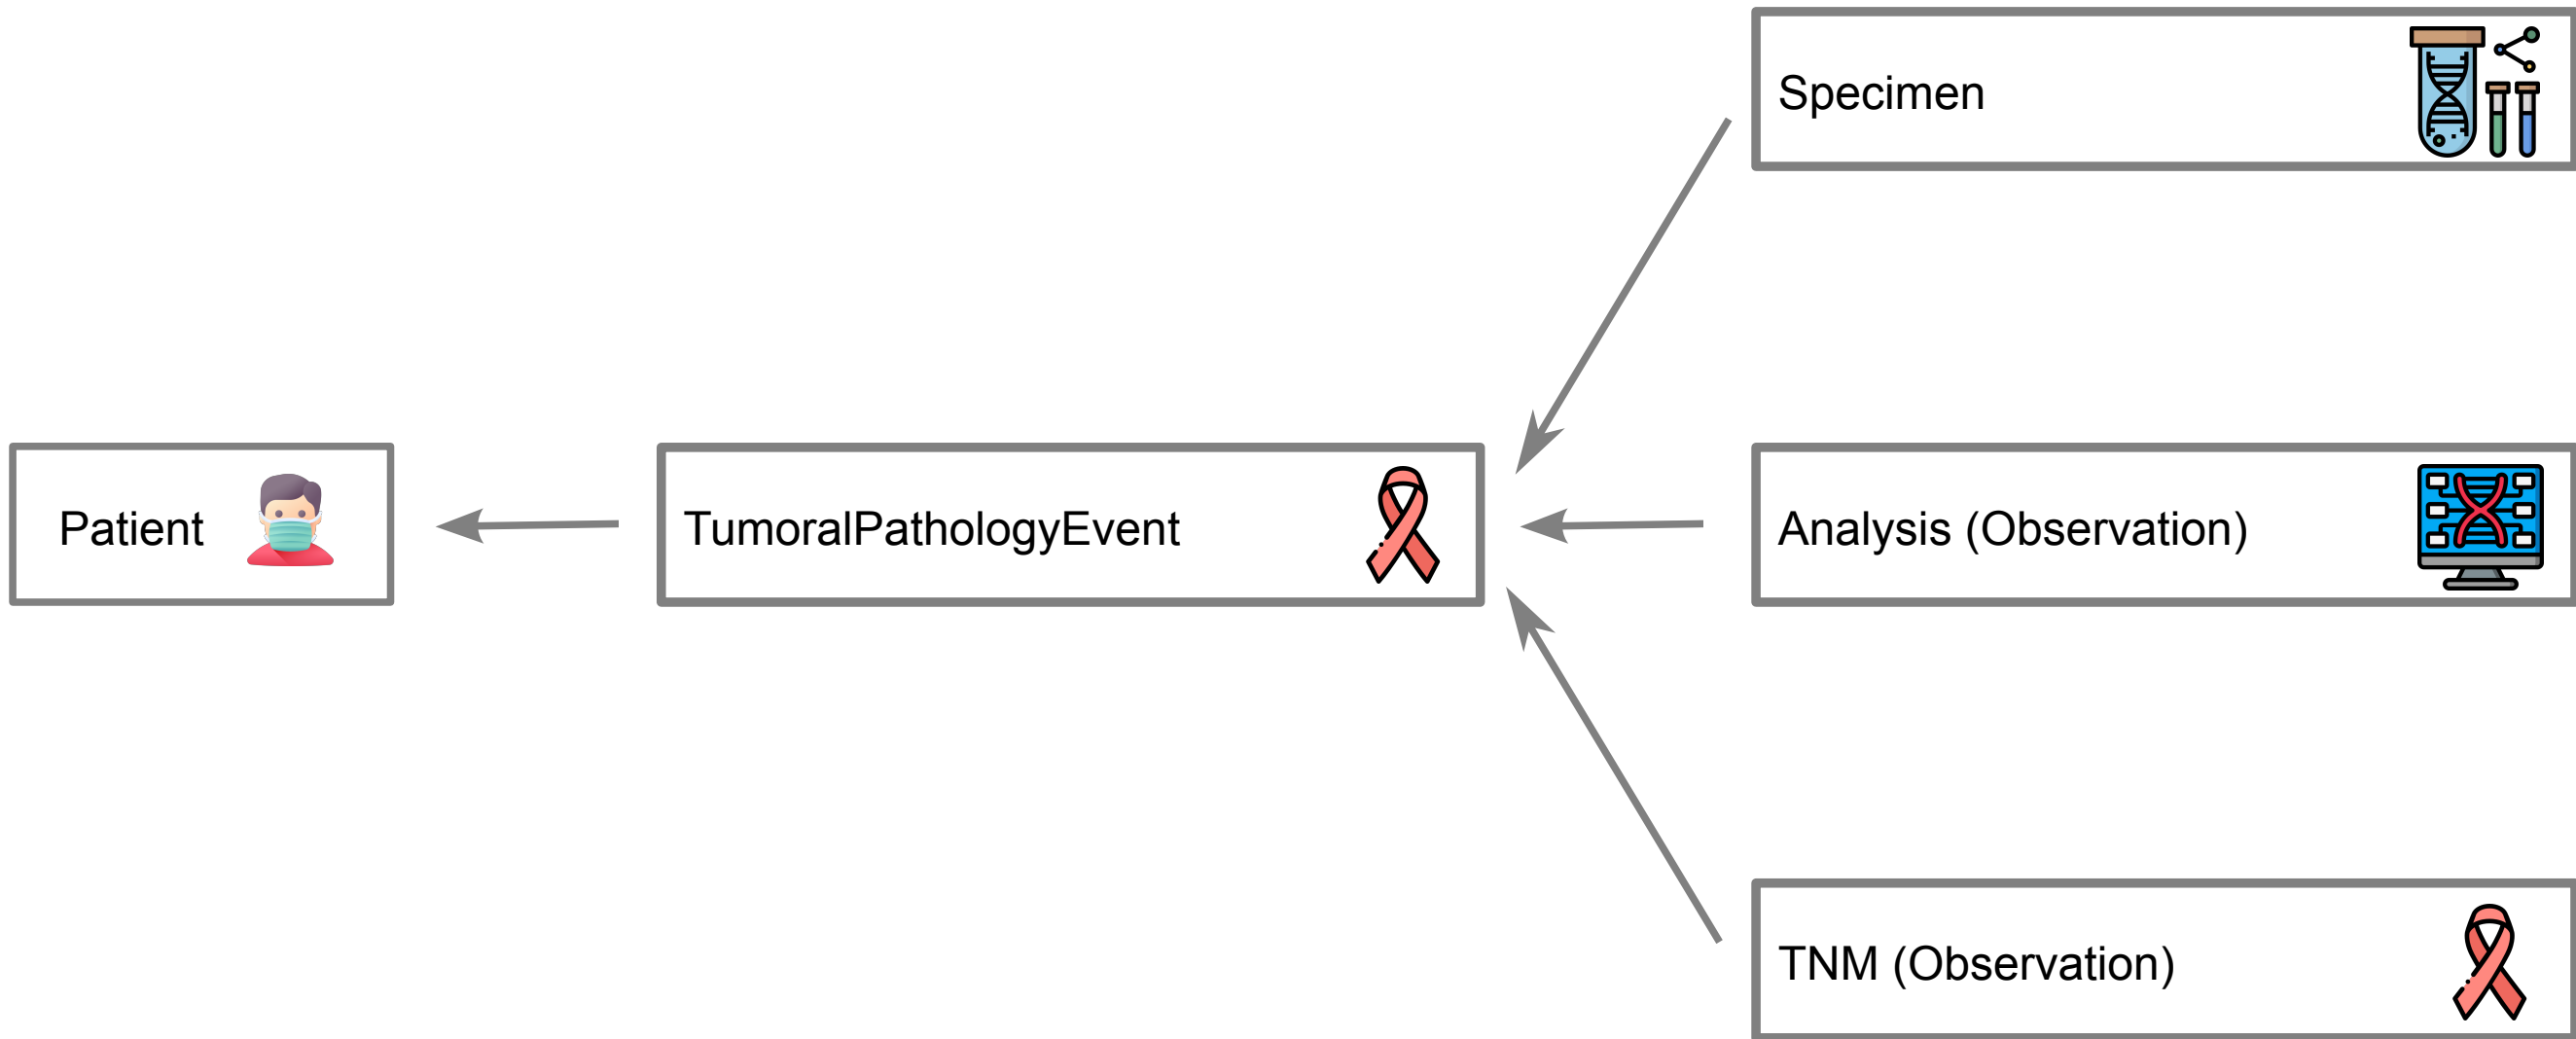 Specimen
Patient
TumoralPathologyEvent
Analysis (Observation)
TNM (Observation)